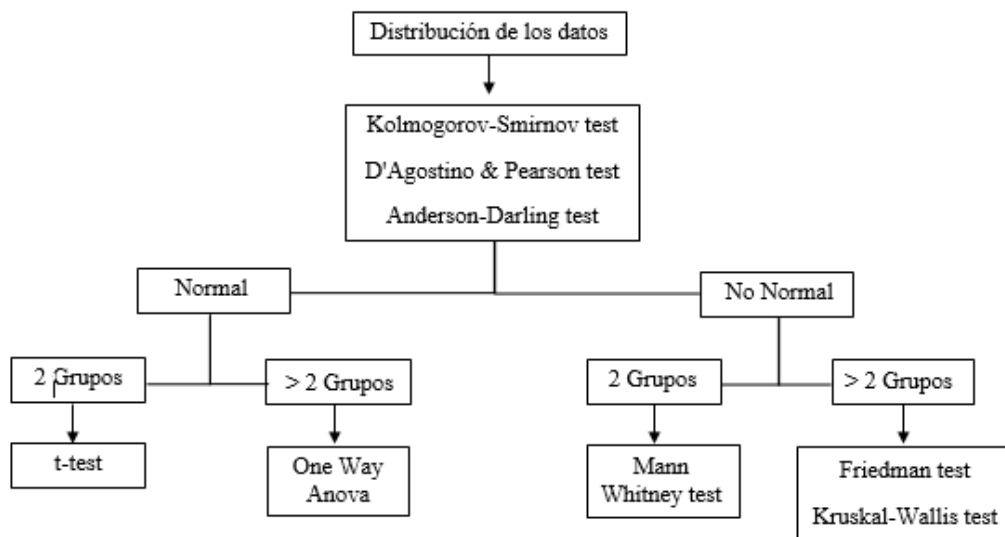 Distribución de los datos
Kolmogorov-Smirnov test
D'Agostino & Pearson test
Anderson-Darling test
Normal
No Normal
2 Grupos
> 2 Grupos
2 Grupos
> 2 Grupos
t-test
One Way
Anova
Mann
Whitney test
Friedman test
Kruskal-Wallis test